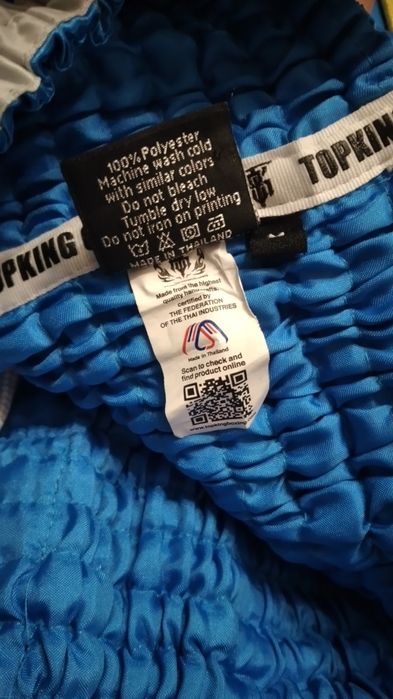 100% Polyester
Machine wash cold
with similar colors
Do not bleach
Tumble dry low
Do not iron on printing
MADE IN THAILAND
TOPKING
TOPKING
Made from the highest
quality
certified by
THE FEDERATION
OF THE THAI INDUSTRIES
Made in Thailand
Scan to check and
find product online
www.topkingboxing